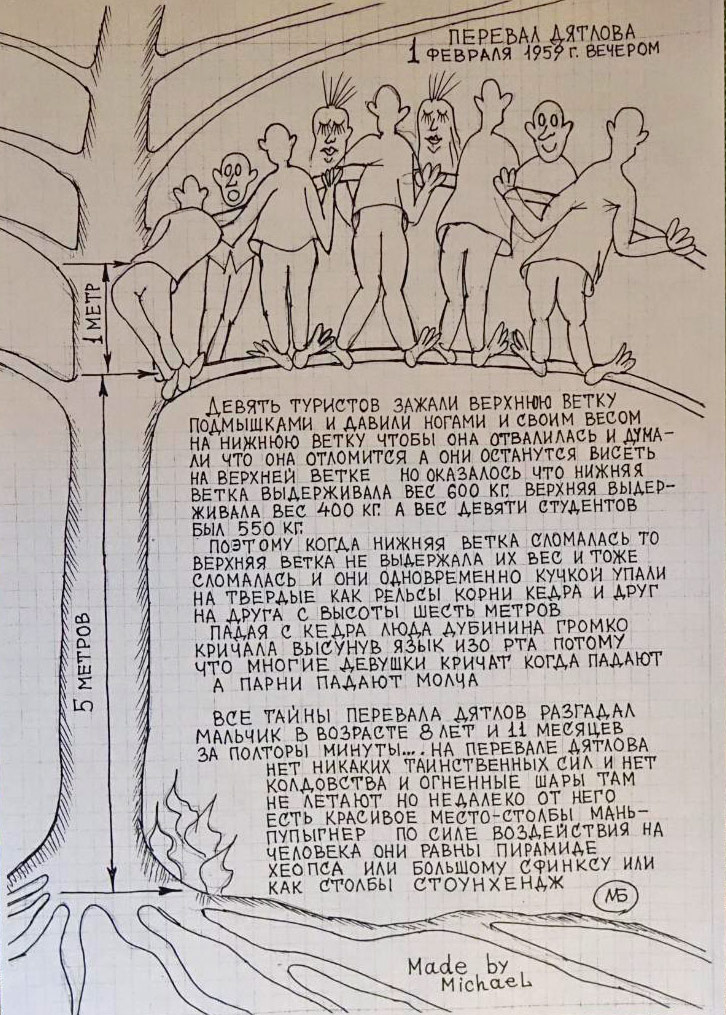 ПЕРЕВАЛ ДЯТЛОВА
1 ФЕВРАЛЯ 1959 Г. ВЕЧЕРОМ
1 МЕТР
ДЕВЯТЬ ТУРИСТОВ ЗАЖАЛИ ВЕРХНЮЮ ВЕТКУ
ПОДМЫШКАМИ И ДАВИЛИ НОГАМИ И СВОИМ ВЕСОМ
НА НИЖНЮЮ ВЕТКУ ЧТОБЫ ОНА ОТВАЛИЛАСЬ И ДУМА-
ЛИ ЧТО ОНА ОТЛОМИТСЯ А ОНИ ОСТАНУТСЯ ВИСЕТЬ
НА ВЕРХНЕЙ ВЕТКЕ НО ОКАЗАЛОСЬ ЧТО НИЖНЯЯ
ВЕТКА ВЫДЕРЖИВАЛА ВЕС 600 КГ. ВЕРХНЯЯ ВЫДЕР-
ЖИВАЛА ВЕС 400 КГ. А ВЕС ДЕВЯТИ СТУДЕНТОВ
БЫЛ 550 КГ.
ПОЭТОМУ КОГДА НИЖНЯЯ ВЕТКА СЛОМАЛАСЬ ТО
ВЕРХНЯЯ ВЕТКА НЕ ВЫДЕРЖАЛА ИХ ВЕС И ТОЖЕ
СЛОМАЛАСЬ И ОНИ ОДНОВРЕМЕННО КУЧКОЙ УПАЛИ
НА ТВЕРДЫЕ КАК РЕЛЬСЫ КОРНИ КЕДРА И ДРУГ
НА ДРУГА С ВЫСОТЫ ШЕСТЬ МЕТРОВ
ПАДАЯ С КЕДРА ЛЮДА ДУБИНИНА ГРОМКО
КРИЧАЛА ВЫСУНУВ ЯЗЫК ИЗО РТА ПОТОМУ
ЧТО МНОГИЕ ДЕВУШКИ КРИЧАТ КОГДА ПАДАЮТ
А ПАРНИ ПАДАЮТ МОЛЧА
5 МЕТРОВ
ВСЕ ТАЙНЫ ПЕРЕВАЛА ДЯТЛОВ РАЗГАДАЛ
МАЛЬЧИК В ВОЗРАСТЕ 8 ЛЕТ И 11 МЕСЯЦЕВ
ЗА ПОЛТОРЫ МИНУТЫ.... НА ПЕРЕВАЛЕ ДЯТЛОВА
НЕТ НИКАКИХ ТАИНСТВЕННЫХ СИЛ И НЕТ
КОЛДОВСТВА И ОГНЕННЫЕ ШАРЫ ТАМ
НЕ ЛЕТАЮТ НО НЕДАЛЕКО ОТ НЕГО
ЕСТЬ КРАСИВОЕ МЕСТО-СТОЛБЫ МАНЬ-
ПУПЫГНЕР ПО СИЛЕ ВОЗДЕЙСТВИЯ НА
ЧЕЛОВЕКА ОНИ РАВНЫ ПИРАМИДЕ
ХЕОПСА ИЛИ БОЛЬШОМУ СФИНКСУ ИЛИ
КАК СТОЛБЫ СТОУНХЕНДЖ
МБ
Made by
Michael